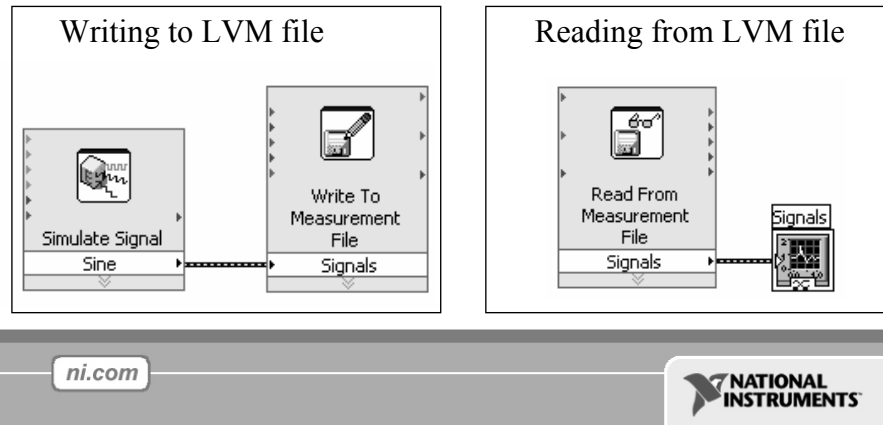 Writing to LVM file
Simulate Signal
Sine
Write To
Measurement
File
Signals
Reading from LVM file
Read From
Measurement
File
Signals
Signals
ni.com
NATIONAL
INSTRUMENTS